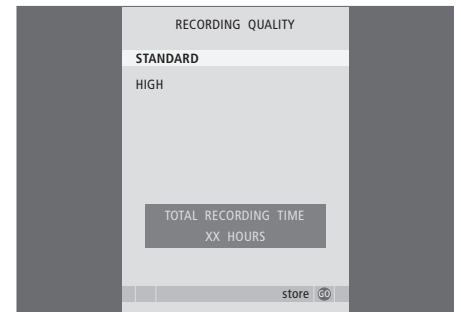 RECORDING QUALITY
STANDARD
HIGH
TOTAL RECORDING TIME
XX HOURS
store GO